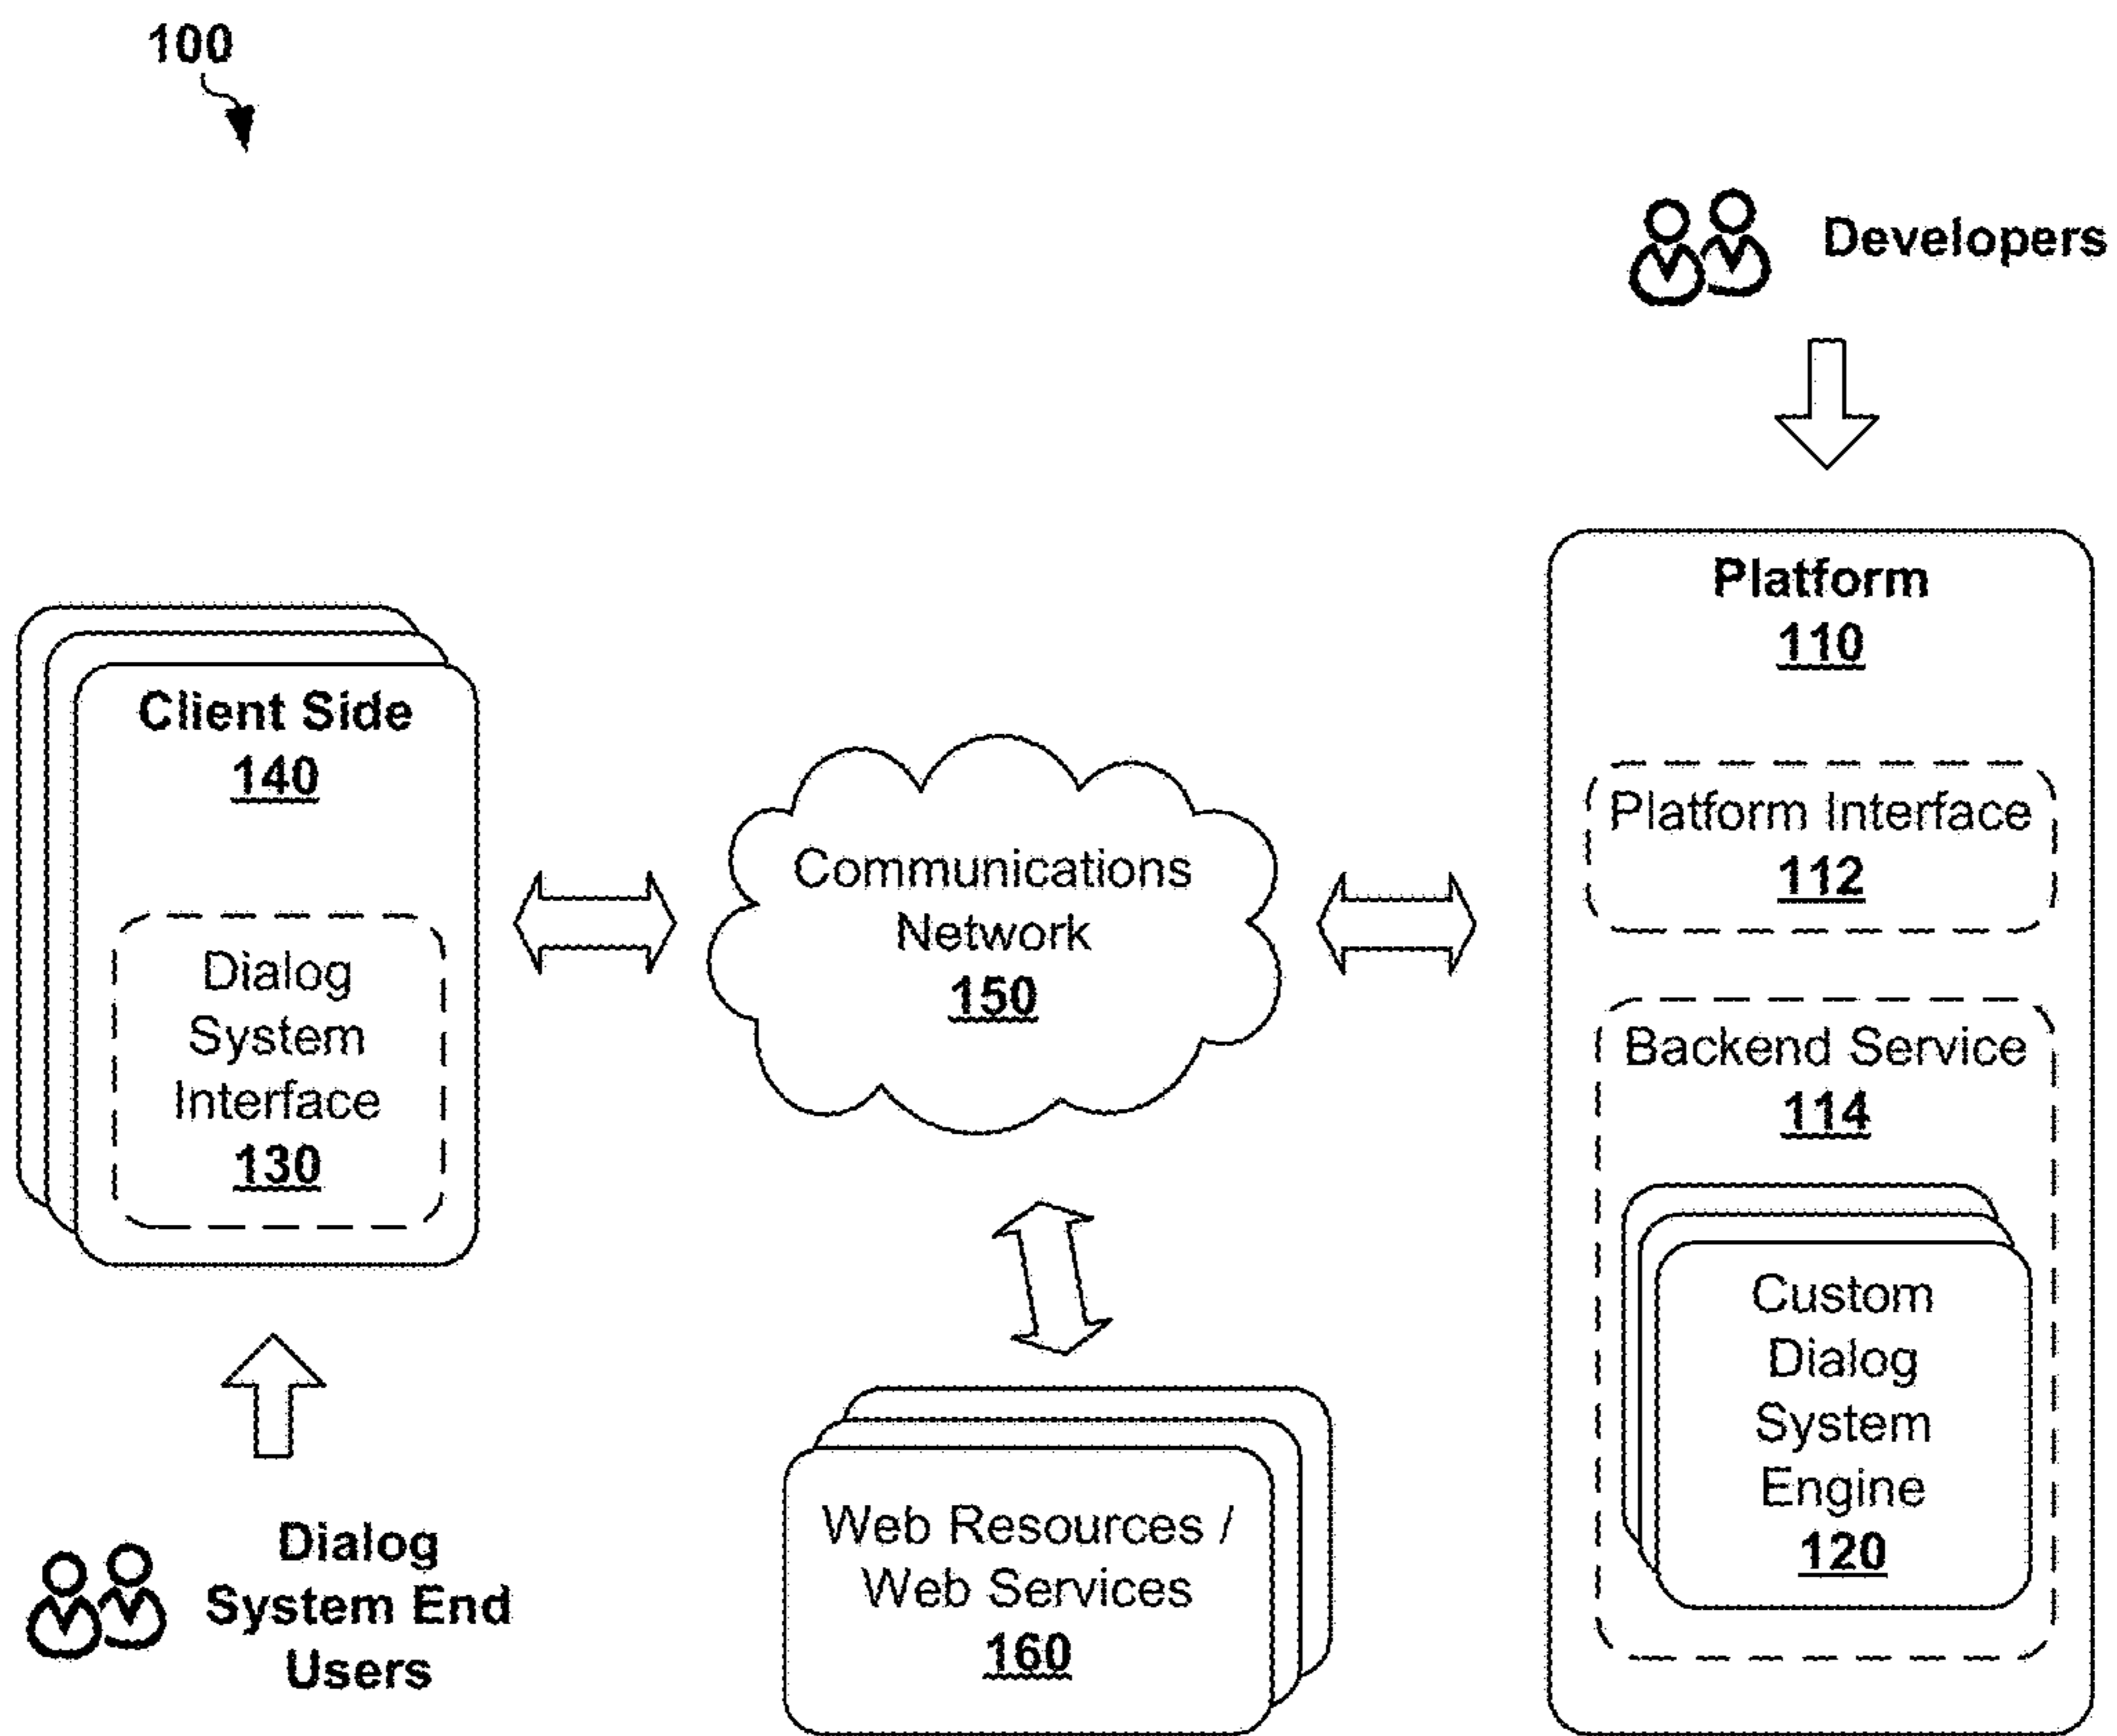 100
Developers
Platform
110
Platform Interface
112
Backend Service
114
Custom
Dialog
System
Engine
120
Client Side
140
Dialog
System
Interface
130
Communications
Network
150
Dialog
System End
Users
Web Resources /
Web Services
160